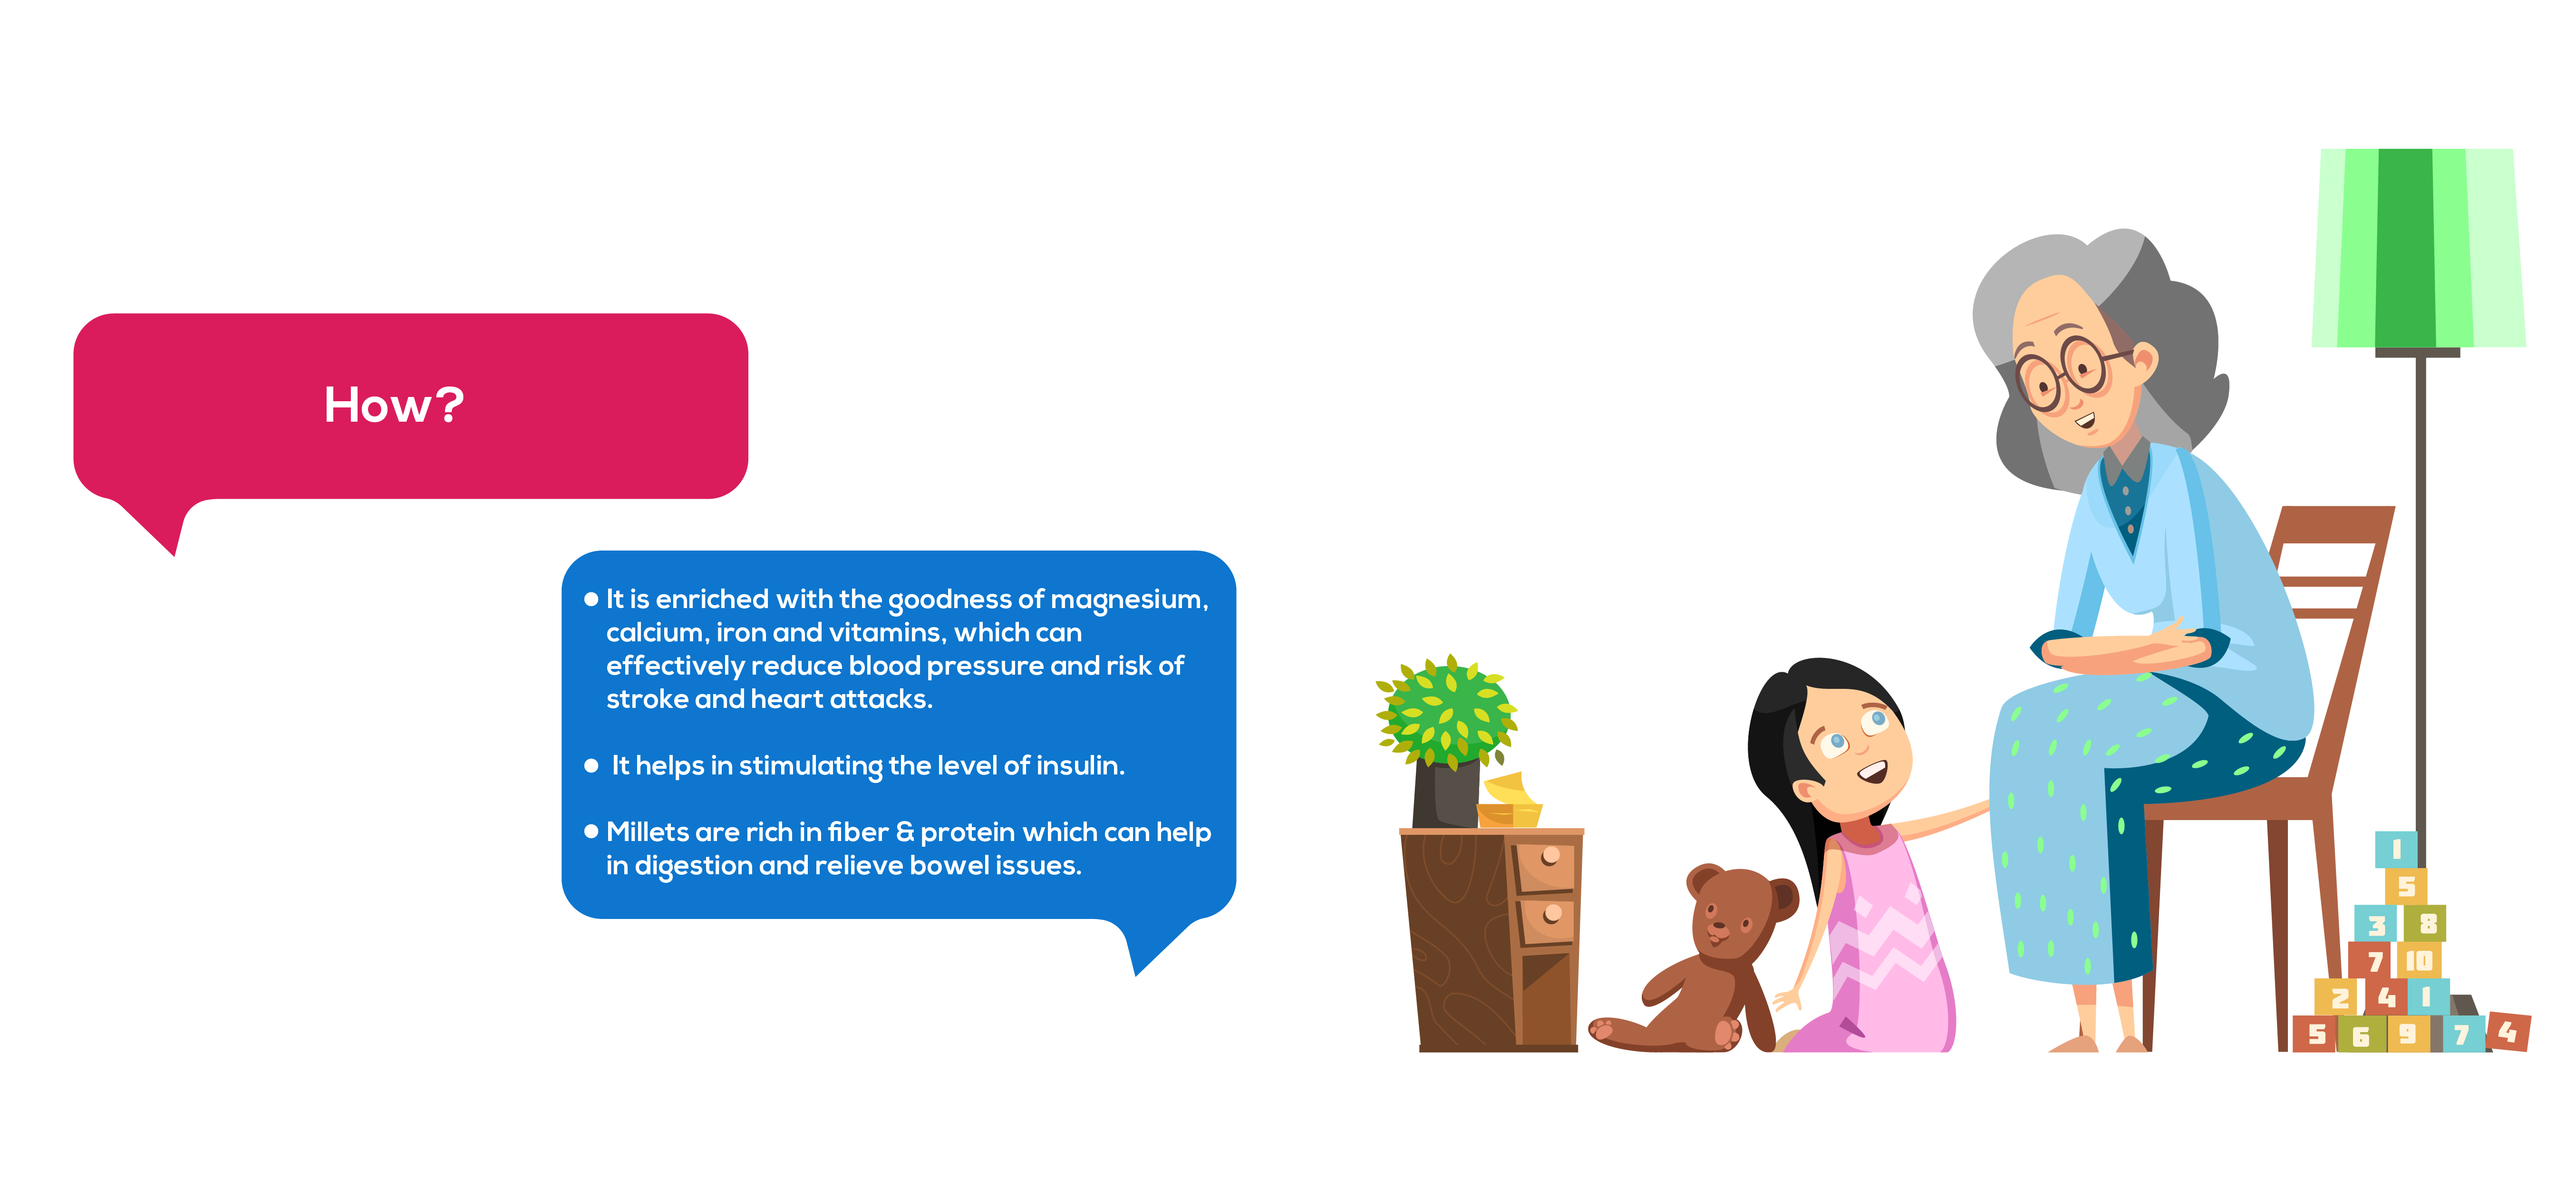 How?
● It is enriched with the goodness of magnesium,
calcium, iron and vitamins, which can
effectively reduce blood pressure and risk of
stroke and heart attacks.
● It helps in stimulating the level of insulin.
● Millets are rich in fiber & protein which can help
in digestion and relieve bowel issues.
1
5
3 8
7 10
2 4 1
5 6 9 7 4